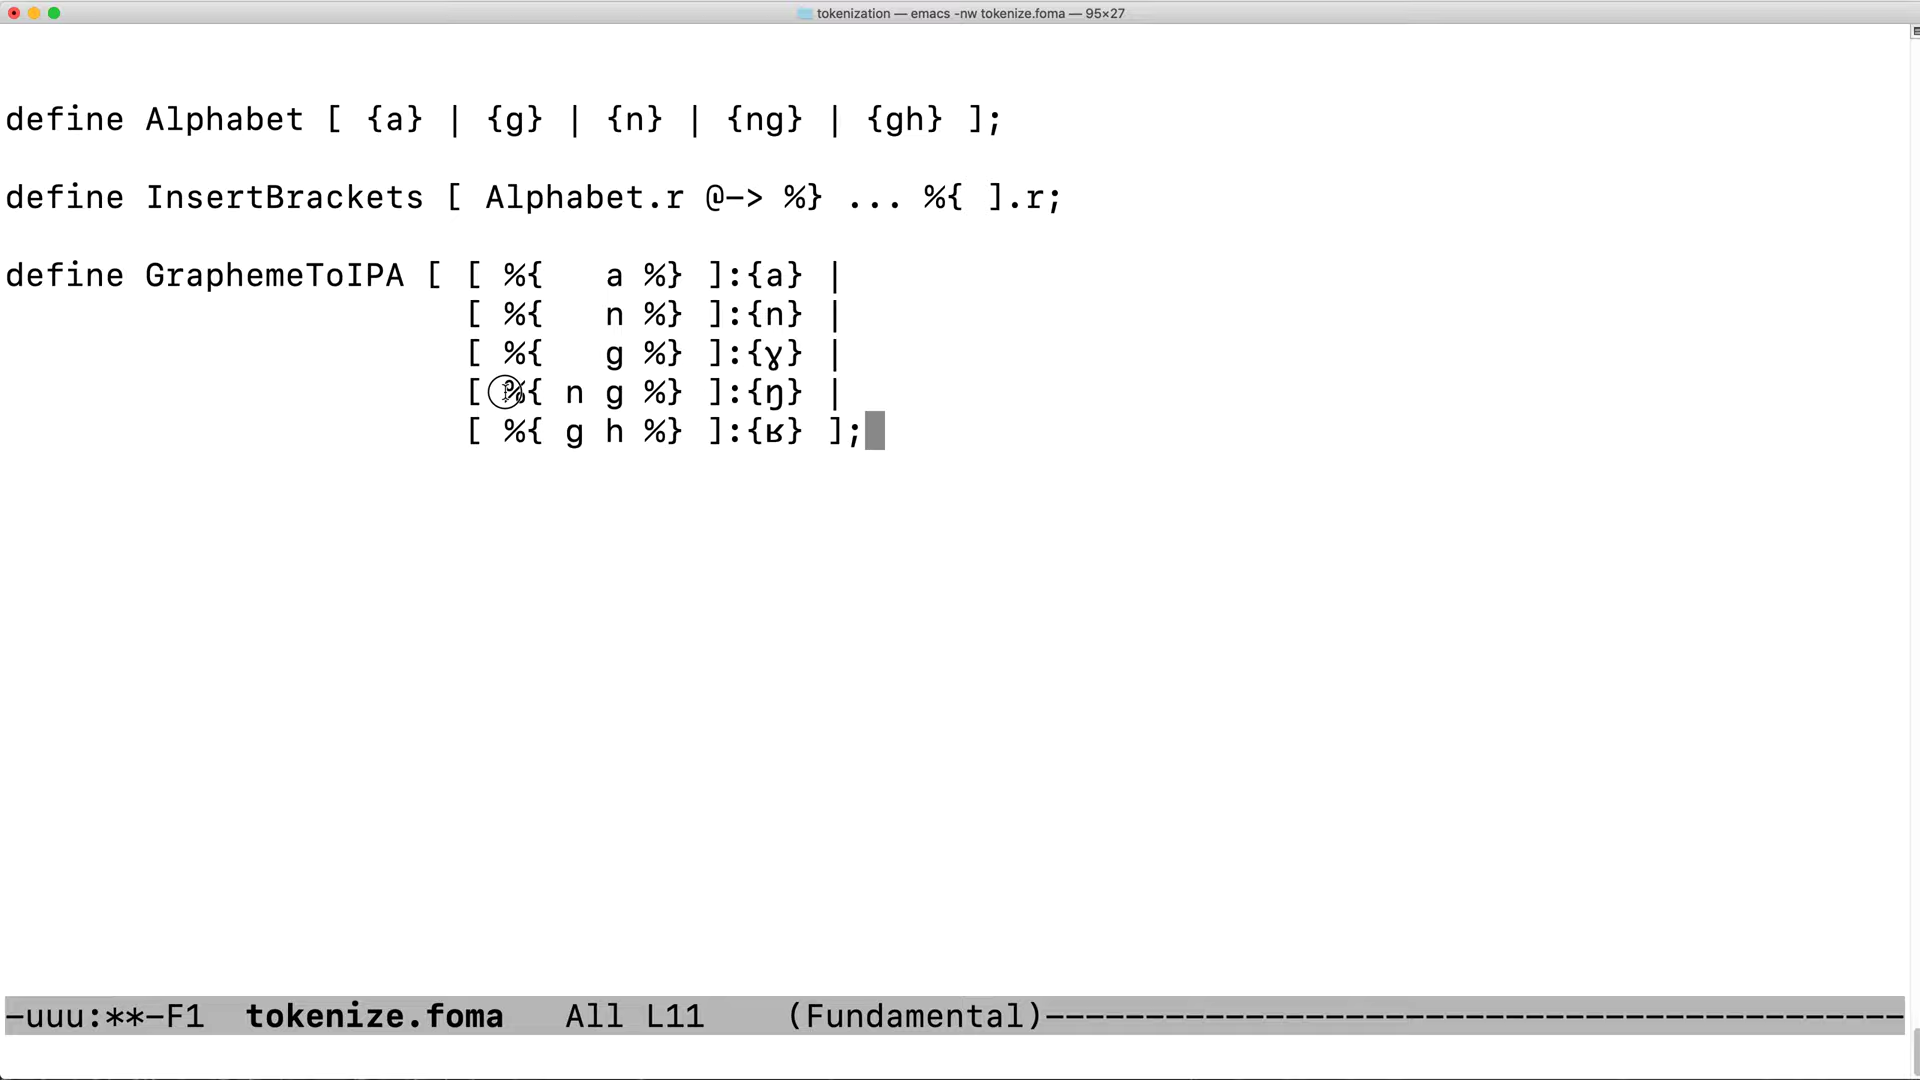 tokenization — emacs -nw tokenize.foma — 95×27
define Alphabet [ {a} | {g} | {n} | {ng} | {gh} ];
define InsertBrackets [ Alphabet.r @-> %} ... %{ ].r;
define GraphemeToIPA [ [ %{   a %} ]:{a} |
[ %{   n %} ]:{n} |
[ %{   g %} ]:{ɣ} |
[ %{ n g %} ]:{ŋ} |
[ %{ g h %} ]:{ʁ} ];
-uuu:**-F1  tokenize.foma   All L11    (Fundamental)-------------------------------------------